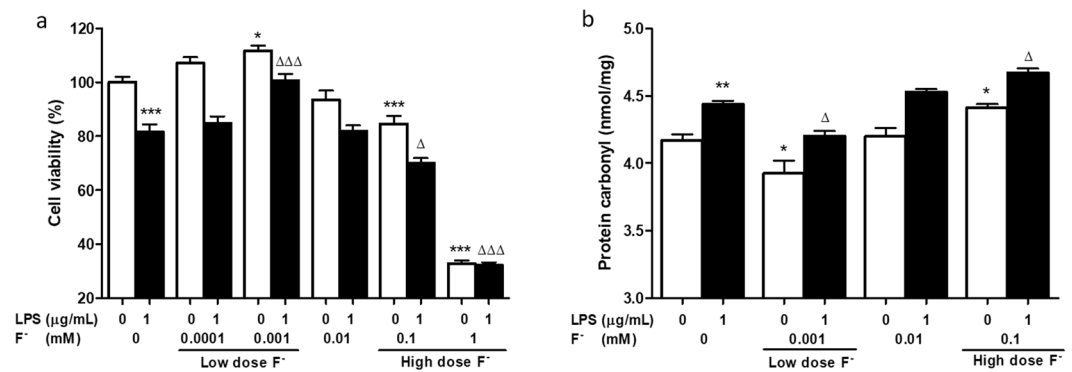 a
Cell viability (%)
120
100
80
60
40
20
***
*
ΔΔΔ
***
Δ
***
ΔΔΔ
LPS (µg/mL) 0 1 0 1 0 1 0 1 0 1 0 1
F⁻ (mM) 0 0.0001 0.001 0.01 0.1 1
Low dose F⁻ High dose F⁻
b
Protein carbonyl (nmol/mg)
5.0
4.5
4.0
3.5
3.0
**
*
Δ
*
Δ
LPS (µg/mL) 0 1 0 1 0 1 0 1
F⁻ (mM) 0 0.001 0.01 0.1
Low dose F⁻ High dose F⁻